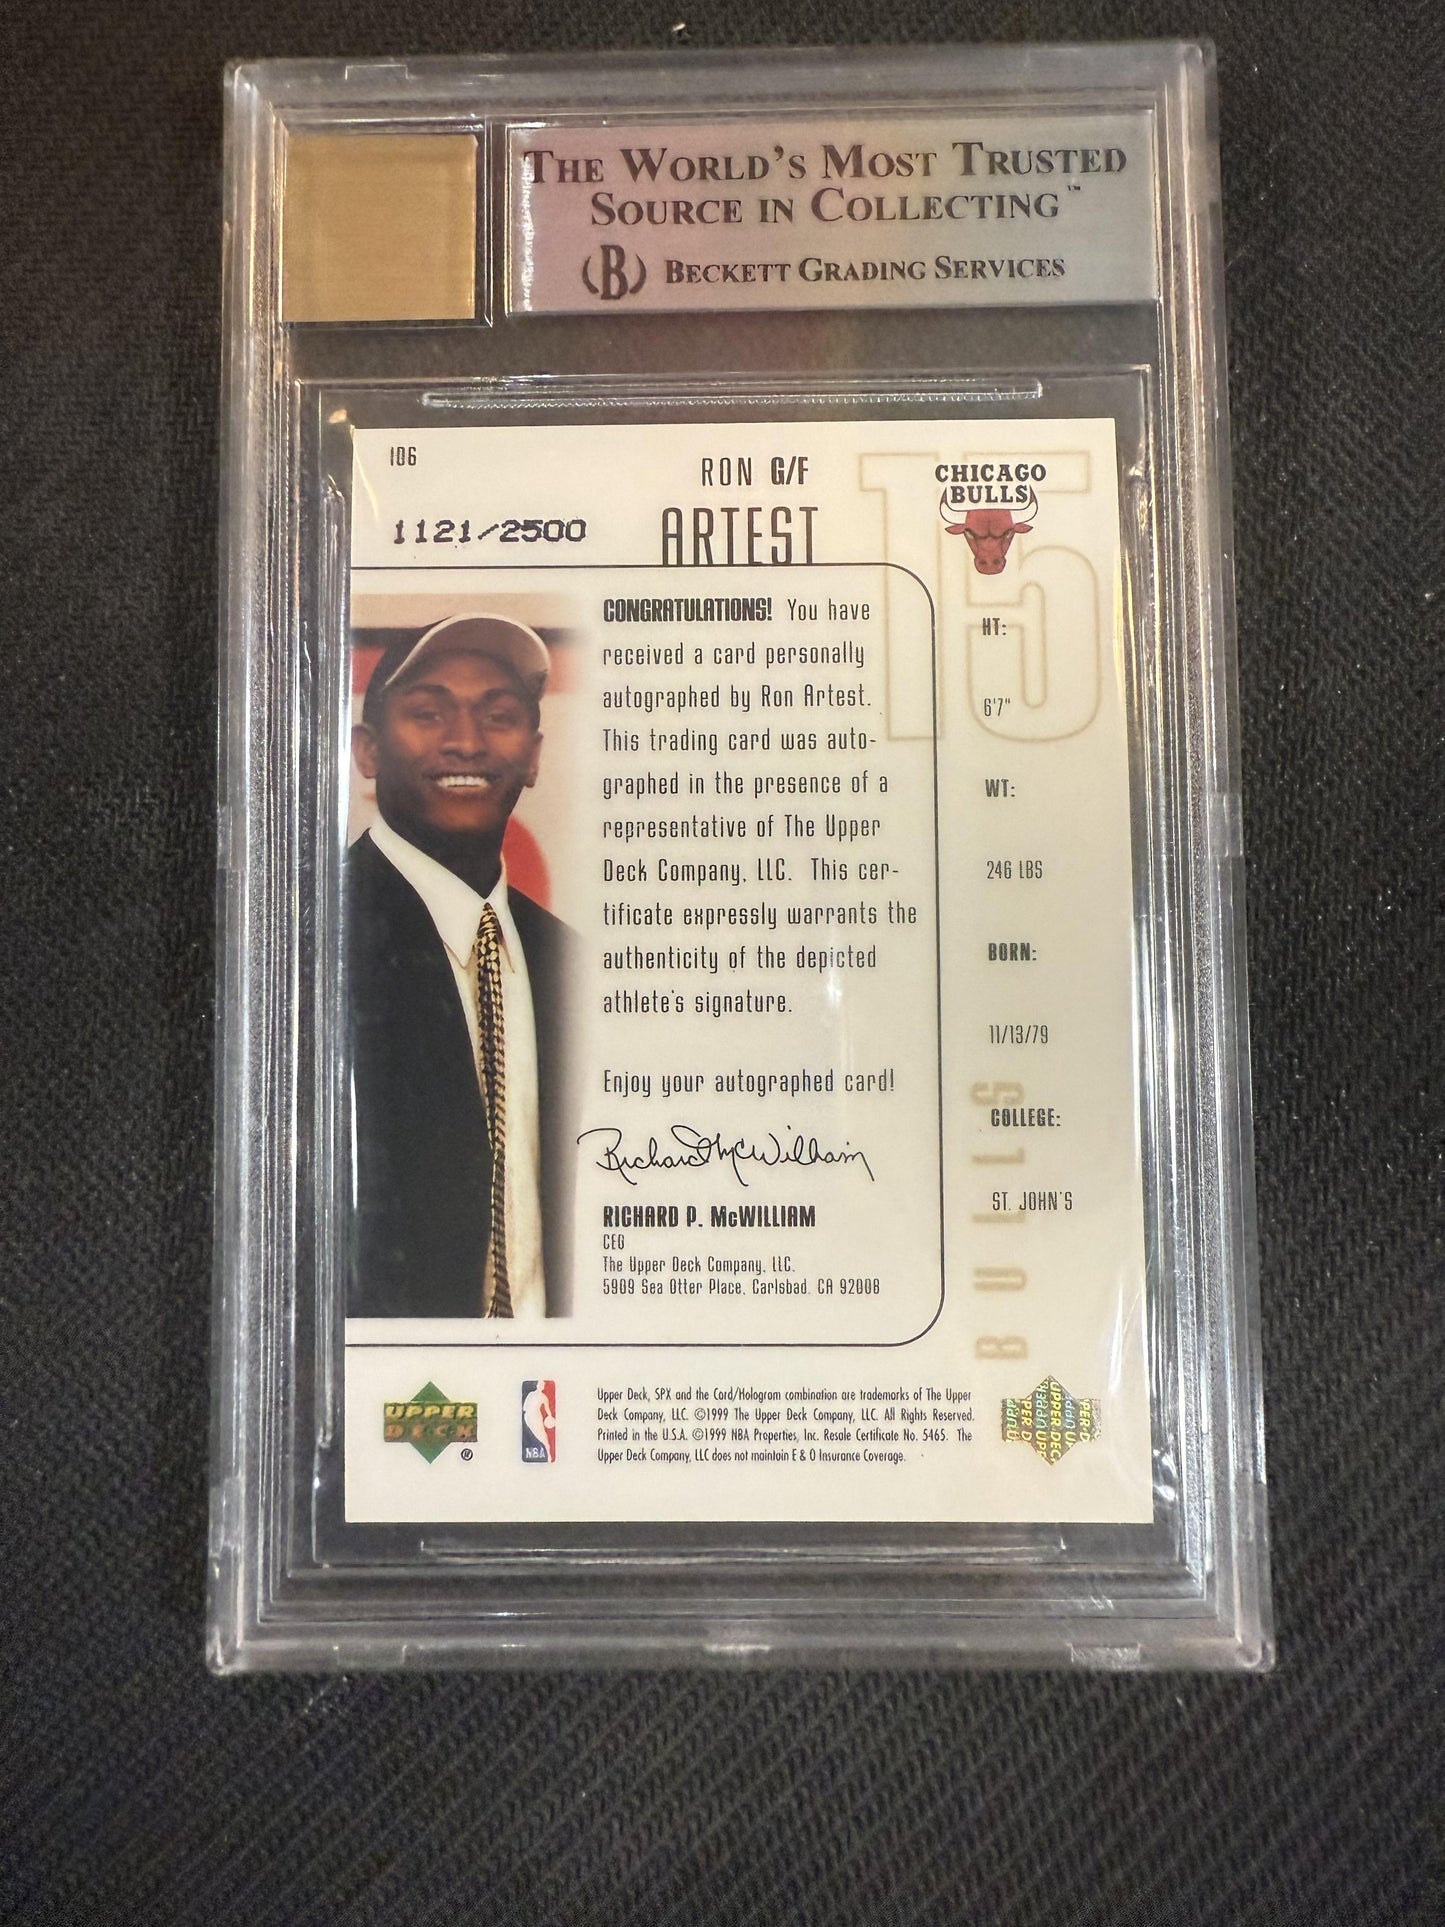 THE WORLD'S MOST TRUSTED
SOURCE IN COLLECTING™
(B) BECKETT GRADING SERVICES
106
RON G/F
ARTEST
1121/2500
15
CHICAGO
BULLS
CONGRATULATIONS! You have
received a card personally
autographed by Ron Artest.
This trading card was auto-
graphed in the presence of a
representative of The Upper
Deck Company, LLC. This cer-
tificate expressly warrants the
authenticity of the depicted
athlete's signature.
Enjoy your autographed card!
Richard McWilliam
RICHARD P. McWILLIAM
CEO
The Upper Deck Company, LLC.
5909 Sea Otter Place, Carlsbad. CA 92008
HT:
6'7"
WT:
246 LBS
BORN:
11/13/79
COLLEGE:
ST. JOHN'S
BULLS
UPPER
DECK
®
NBA
Upper Deck, SPX and the Card/Hologram combination are trademarks of The Upper
Deck Company, LLC. ©1999 The Upper Deck Company, LLC. All Rights Reserved.
Printed in the U.S.A. ©1999 NBA Properties, Inc. Resale Certificate No. 5465. The
Upper Deck Company, LLC does not maintain E & O Insurance Coverage.